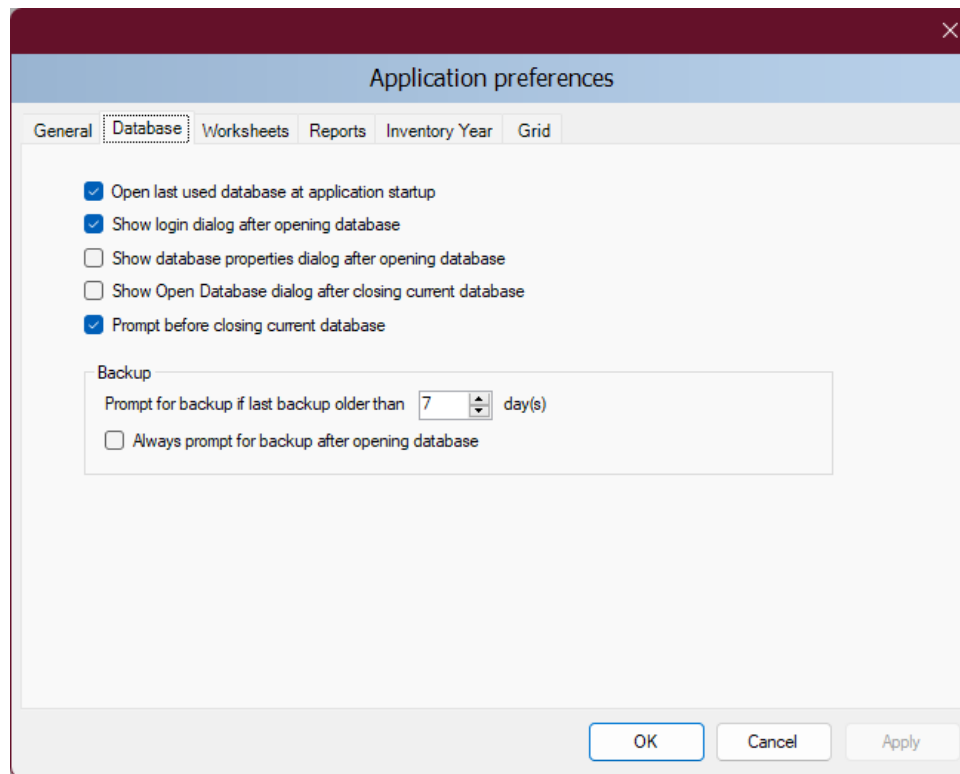 Application preferences
General Database Worksheets Reports Inventory Year Grid
Open last used database at application startup
Show login dialog after opening database
Show database properties dialog after opening database
Show Open Database dialog after closing current database
Prompt before closing current database
Backup
Prompt for backup if last backup older than 7 day(s)
Always prompt for backup after opening database
OK Cancel Apply